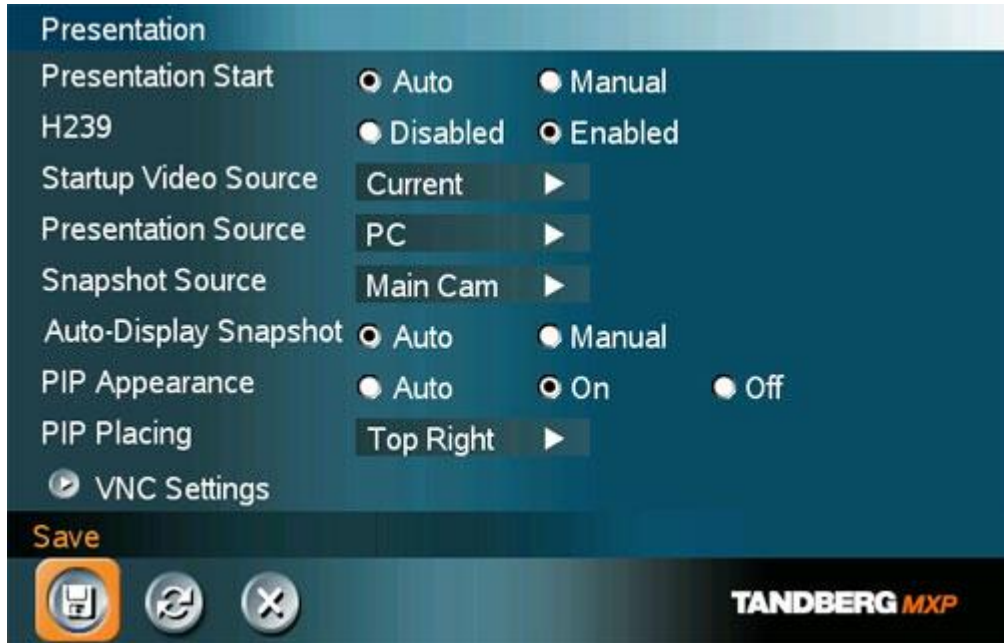 Presentation
Presentation Start Auto Manual
H239 Disabled Enabled
Startup Video Source Current
Presentation Source PC
Snapshot Source Main Cam
Auto-Display Snapshot Auto Manual
PIP Appearance Auto On Off
PIP Placing Top Right
VNC Settings
Save
TANDBERG MXP